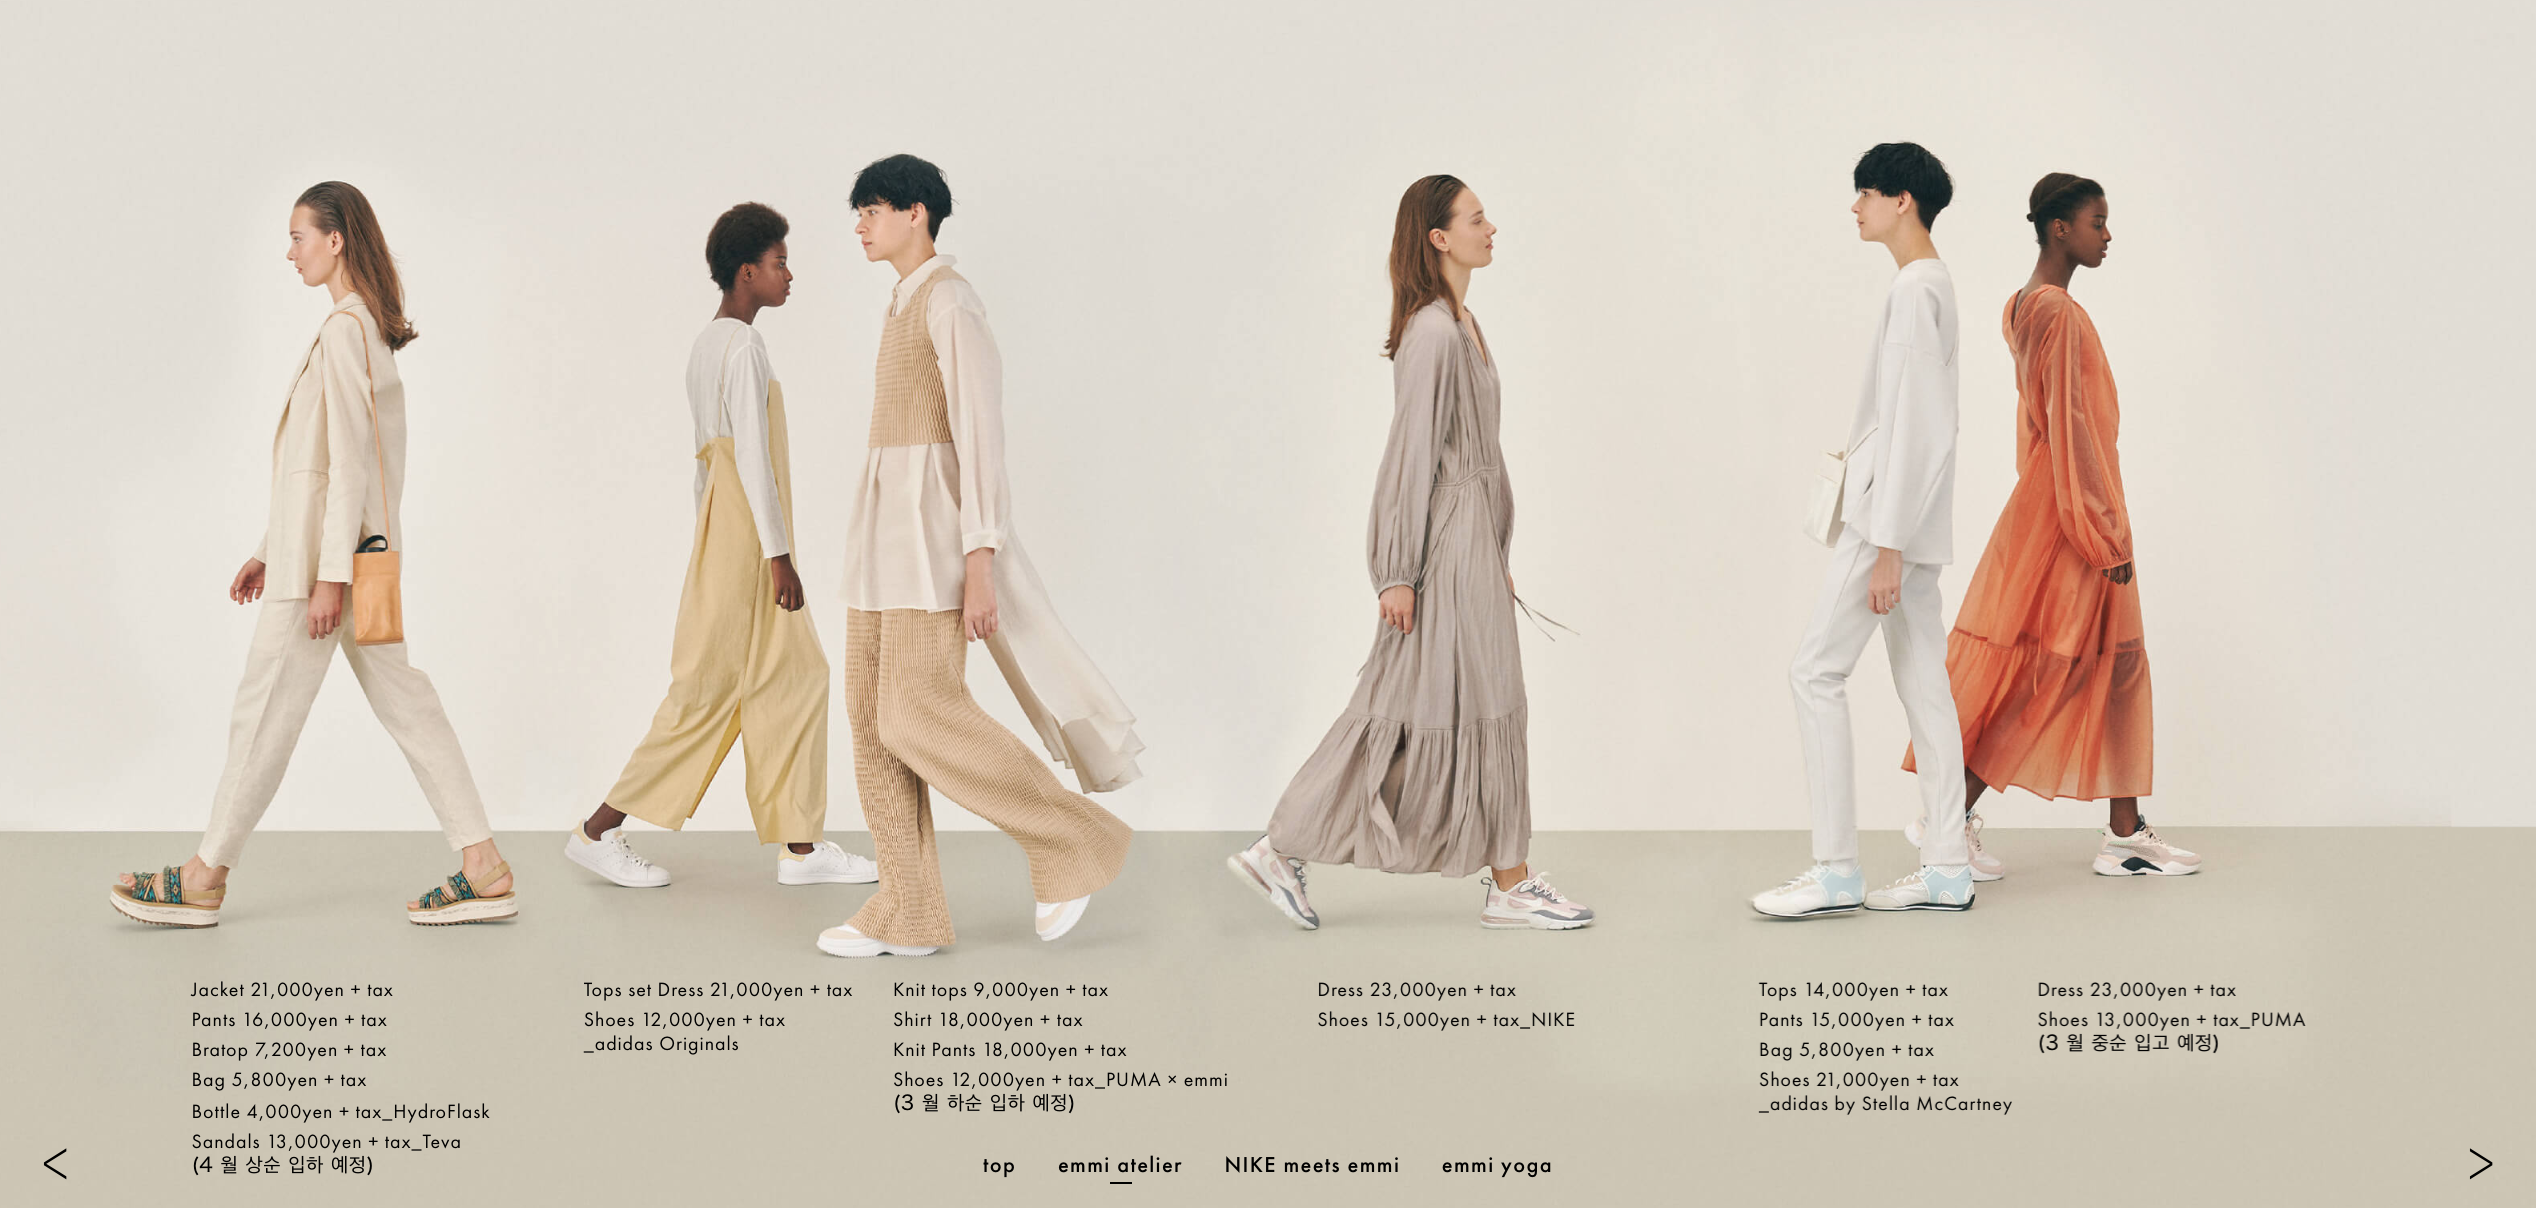 Jacket 21,000yen + tax
Pants 16,000yen + tax
Bratop 7,200yen + tax
Bag 5,800yen + tax
Bottle 4,000yen + tax_HydroFlask
Sandals 13,000yen + tax_Teva
(4 월 상순 입하 예정)
Tops set Dress 21,000yen + tax
Shoes 12,000yen + tax
_adidas Originals
Knit tops 9,000yen + tax
Shirt 18,000yen + tax
Knit Pants 18,000yen + tax
Shoes 12,000yen + tax_PUMA × emmi
(3 월 하순 입하 예정)
Dress 23,000yen + tax
Shoes 15,000yen + tax_NIKE
Tops 14,000yen + tax
Pants 15,000yen + tax
Bag 5,800yen + tax
Shoes 21,000yen + tax
_adidas by Stella McCartney
Dress 23,000yen + tax
Shoes 13,000yen + tax_PUMA
(3 월 중순 입고 예정)
< top emmi atelier NIKE meets emmi emmi yoga >